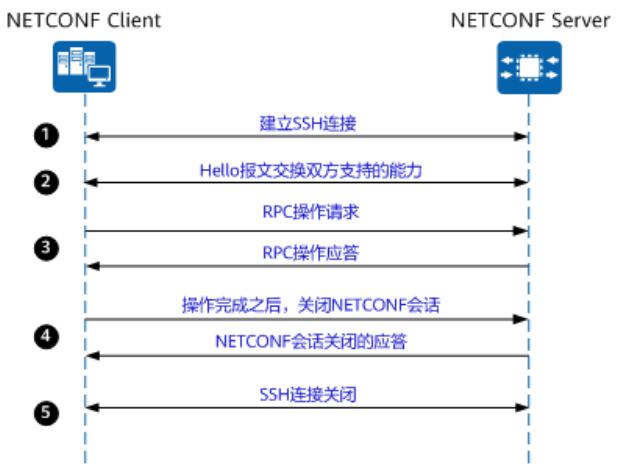 NETCONF Client
NETCONF Server
1
建立SSH连接
2
Hello报文交换双方支持的能力
RPC操作请求
3
RPC操作应答
操作完成之后，关闭NETCONF会话
4
NETCONF会话关闭的应答
SSH连接关闭
5